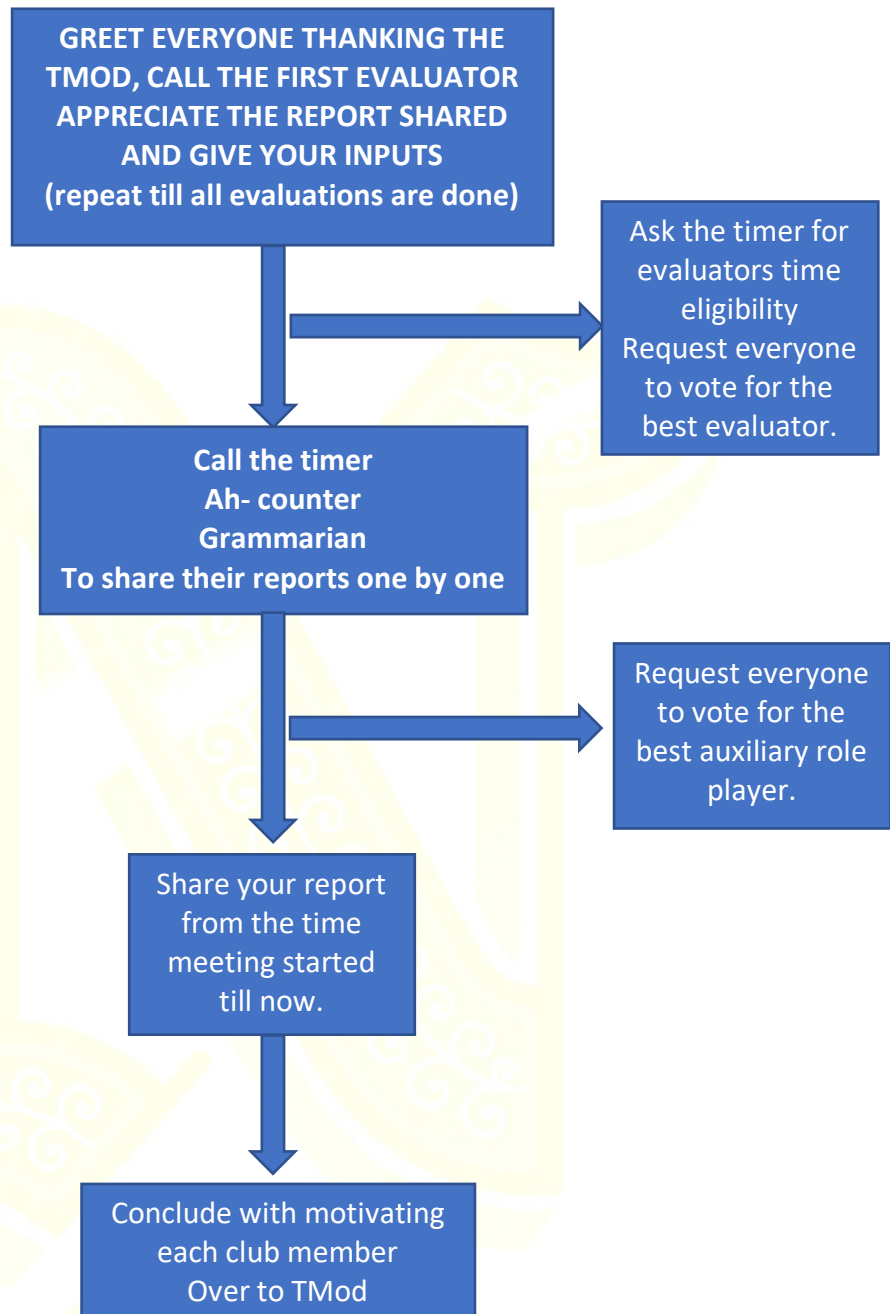 GREET EVERYONE THANKING THE
TMOD, CALL THE FIRST EVALUATOR
APPRECIATE THE REPORT SHARED
AND GIVE YOUR INPUTS
(repeat till all evaluations are done)
Ask the timer for
evaluators time
eligibility
Request everyone
to vote for the
best evaluator.
Call the timer
Ah- counter
Grammarian
To share their reports one by one
Request everyone
to vote for the
best auxiliary role
player.
Share your report
from the time
meeting started
till now.
Conclude with motivating
each club member
Over to TMod